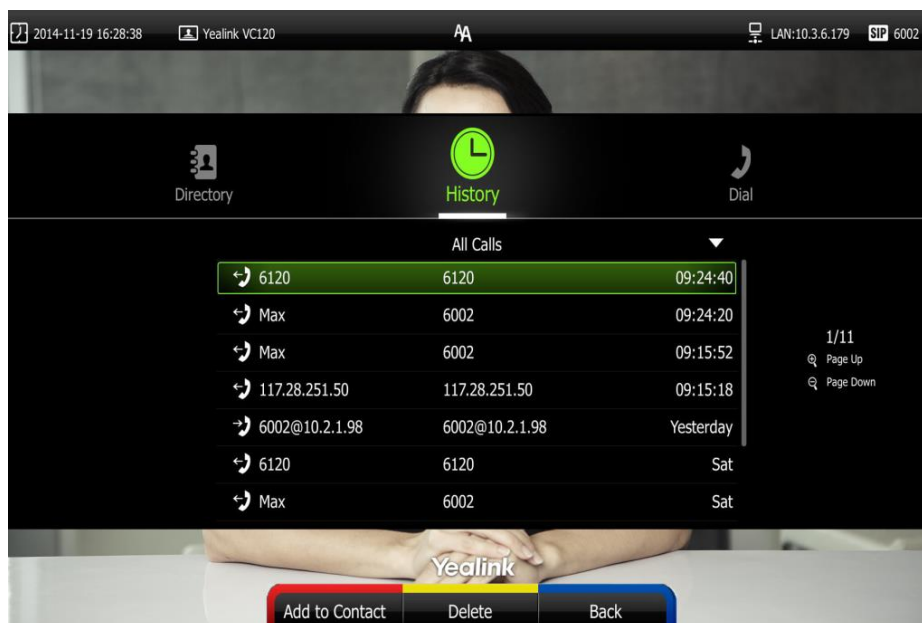 2014-11-19 16:28:38 Yealink VC120 AA LAN:10.3.6.179 SIP 6002
Directory History Dial
All Calls
6120 6120 09:24:40
Max 6002 09:24:20
Max 6002 09:15:52
117.28.251.50 117.28.251.50 09:15:18
6002@10.2.1.98 6002@10.2.1.98 Yesterday
6120 6120 Sat
Max 6002 Sat
1/11
Page Up
Page Down
Yealink
Add to Contact Delete Back